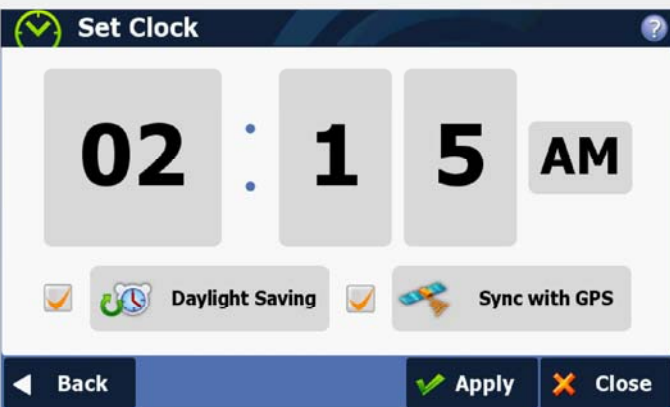 Set Clock
?
02 : 1 5 AM
Daylight Saving Sync with GPS
Back Apply Close